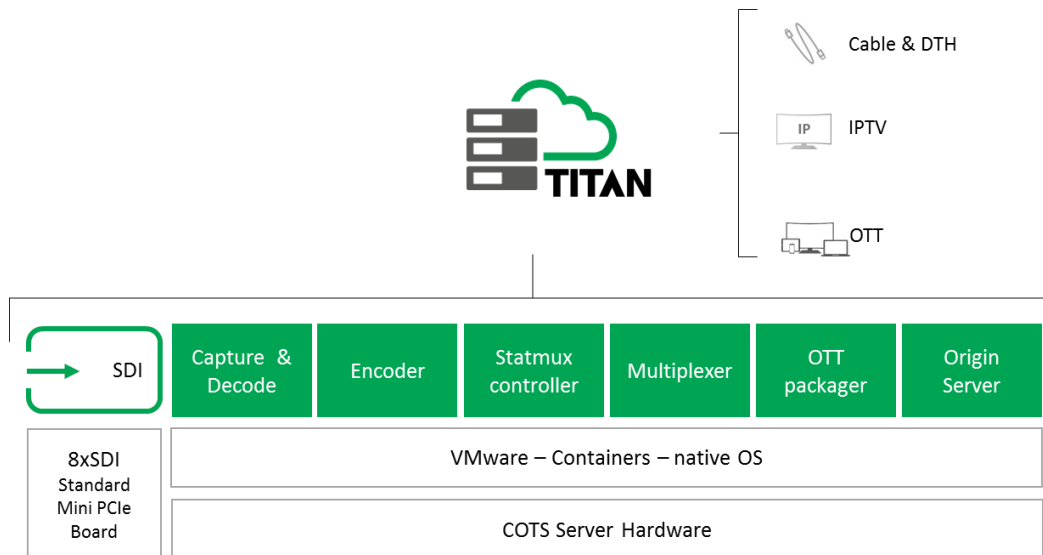 Cable & DTH
IP
IPTV
TITAN
OTT
SDI
Capture &
Decode
Encoder
Statmux
controller
Multiplexer
OTT
packager
Origin
Server
8xSDI
Standard
Mini PCIe
Board
VMware – Containers – native OS
COTS Server Hardware